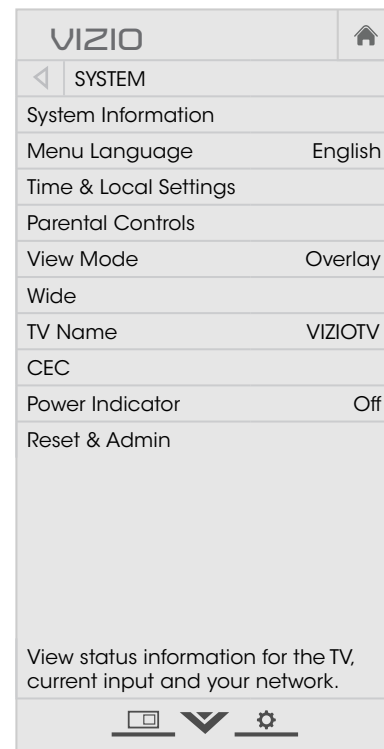 VIZIO
SYSTEM
System Information
Menu Language English
Time & Local Settings
Parental Controls
View Mode Overlay
Wide
TV Name VIZIOTV
CEC
Power Indicator Off
Reset & Admin
View status information for the TV,
current input and your network.